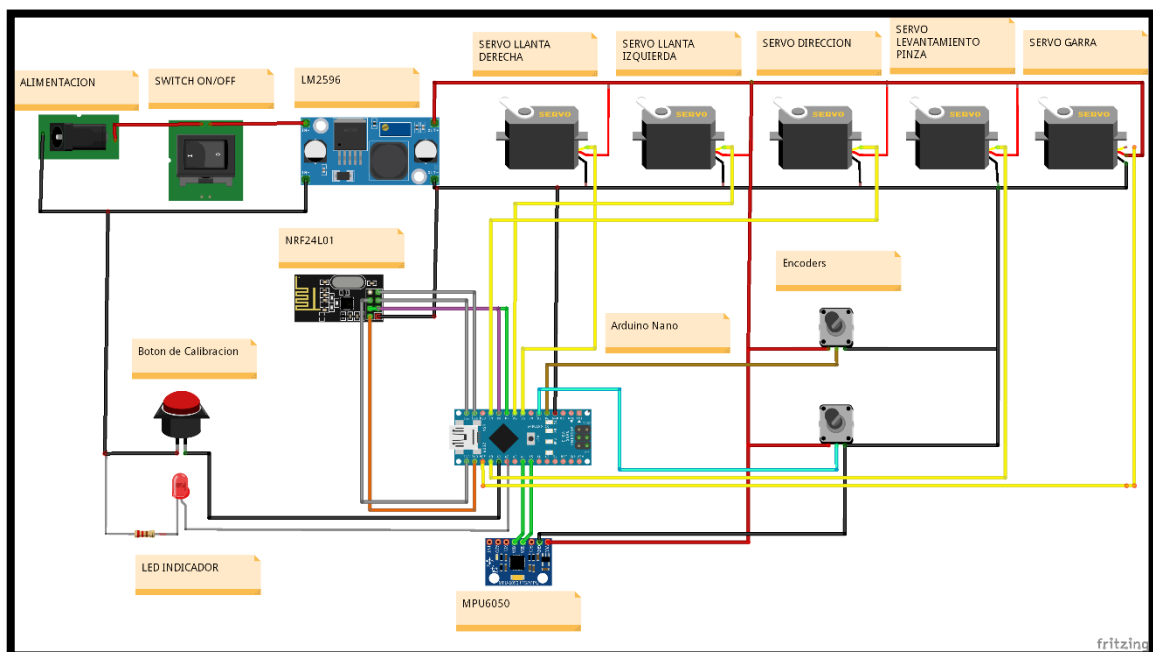 SERVO LLANTA
DERECHA
SERVO LLANTA
IZQUIERDA
SERVO DIRECCION
SERVO
LEVANTAMIENTO
PINZA
SERVO GARRA
ALIMENTACION
SWITCH ON/OFF
LM2596
SERVO
SERVO
SERVO
SERVO
SERVO
NRF24L01
Encoders
Arduino Nano
Boton de Calibracion
LED INDICADOR
MPU6050
fritzing